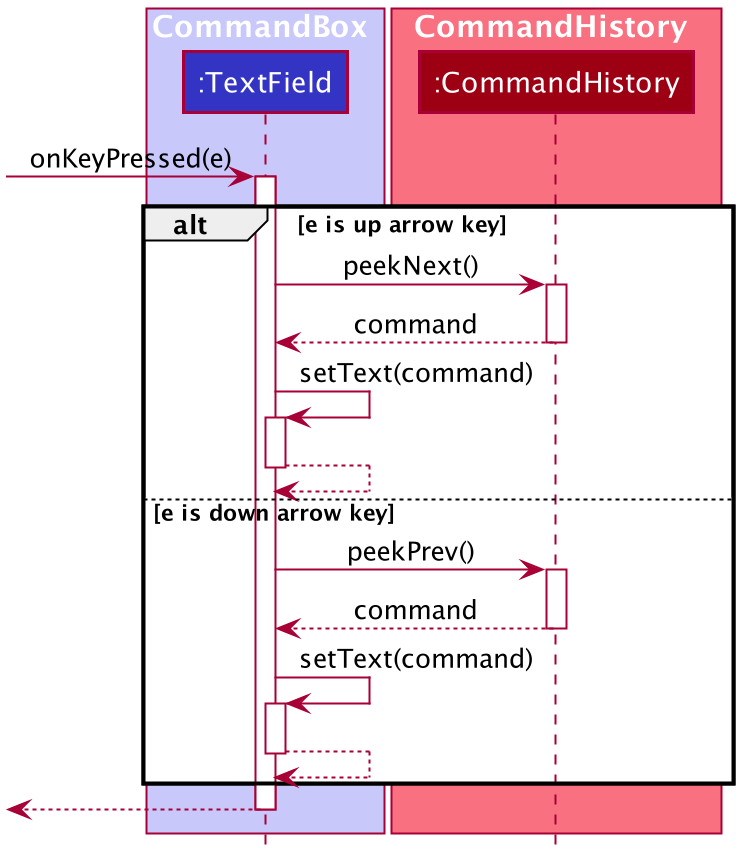 CommandBox
CommandHistory
:TextField
:CommandHistory
onKeyPressed(e)
alt
[e is up arrow key]
peekNext()
command
setText(command)
[e is down arrow key]
peekPrev()
command
setText(command)